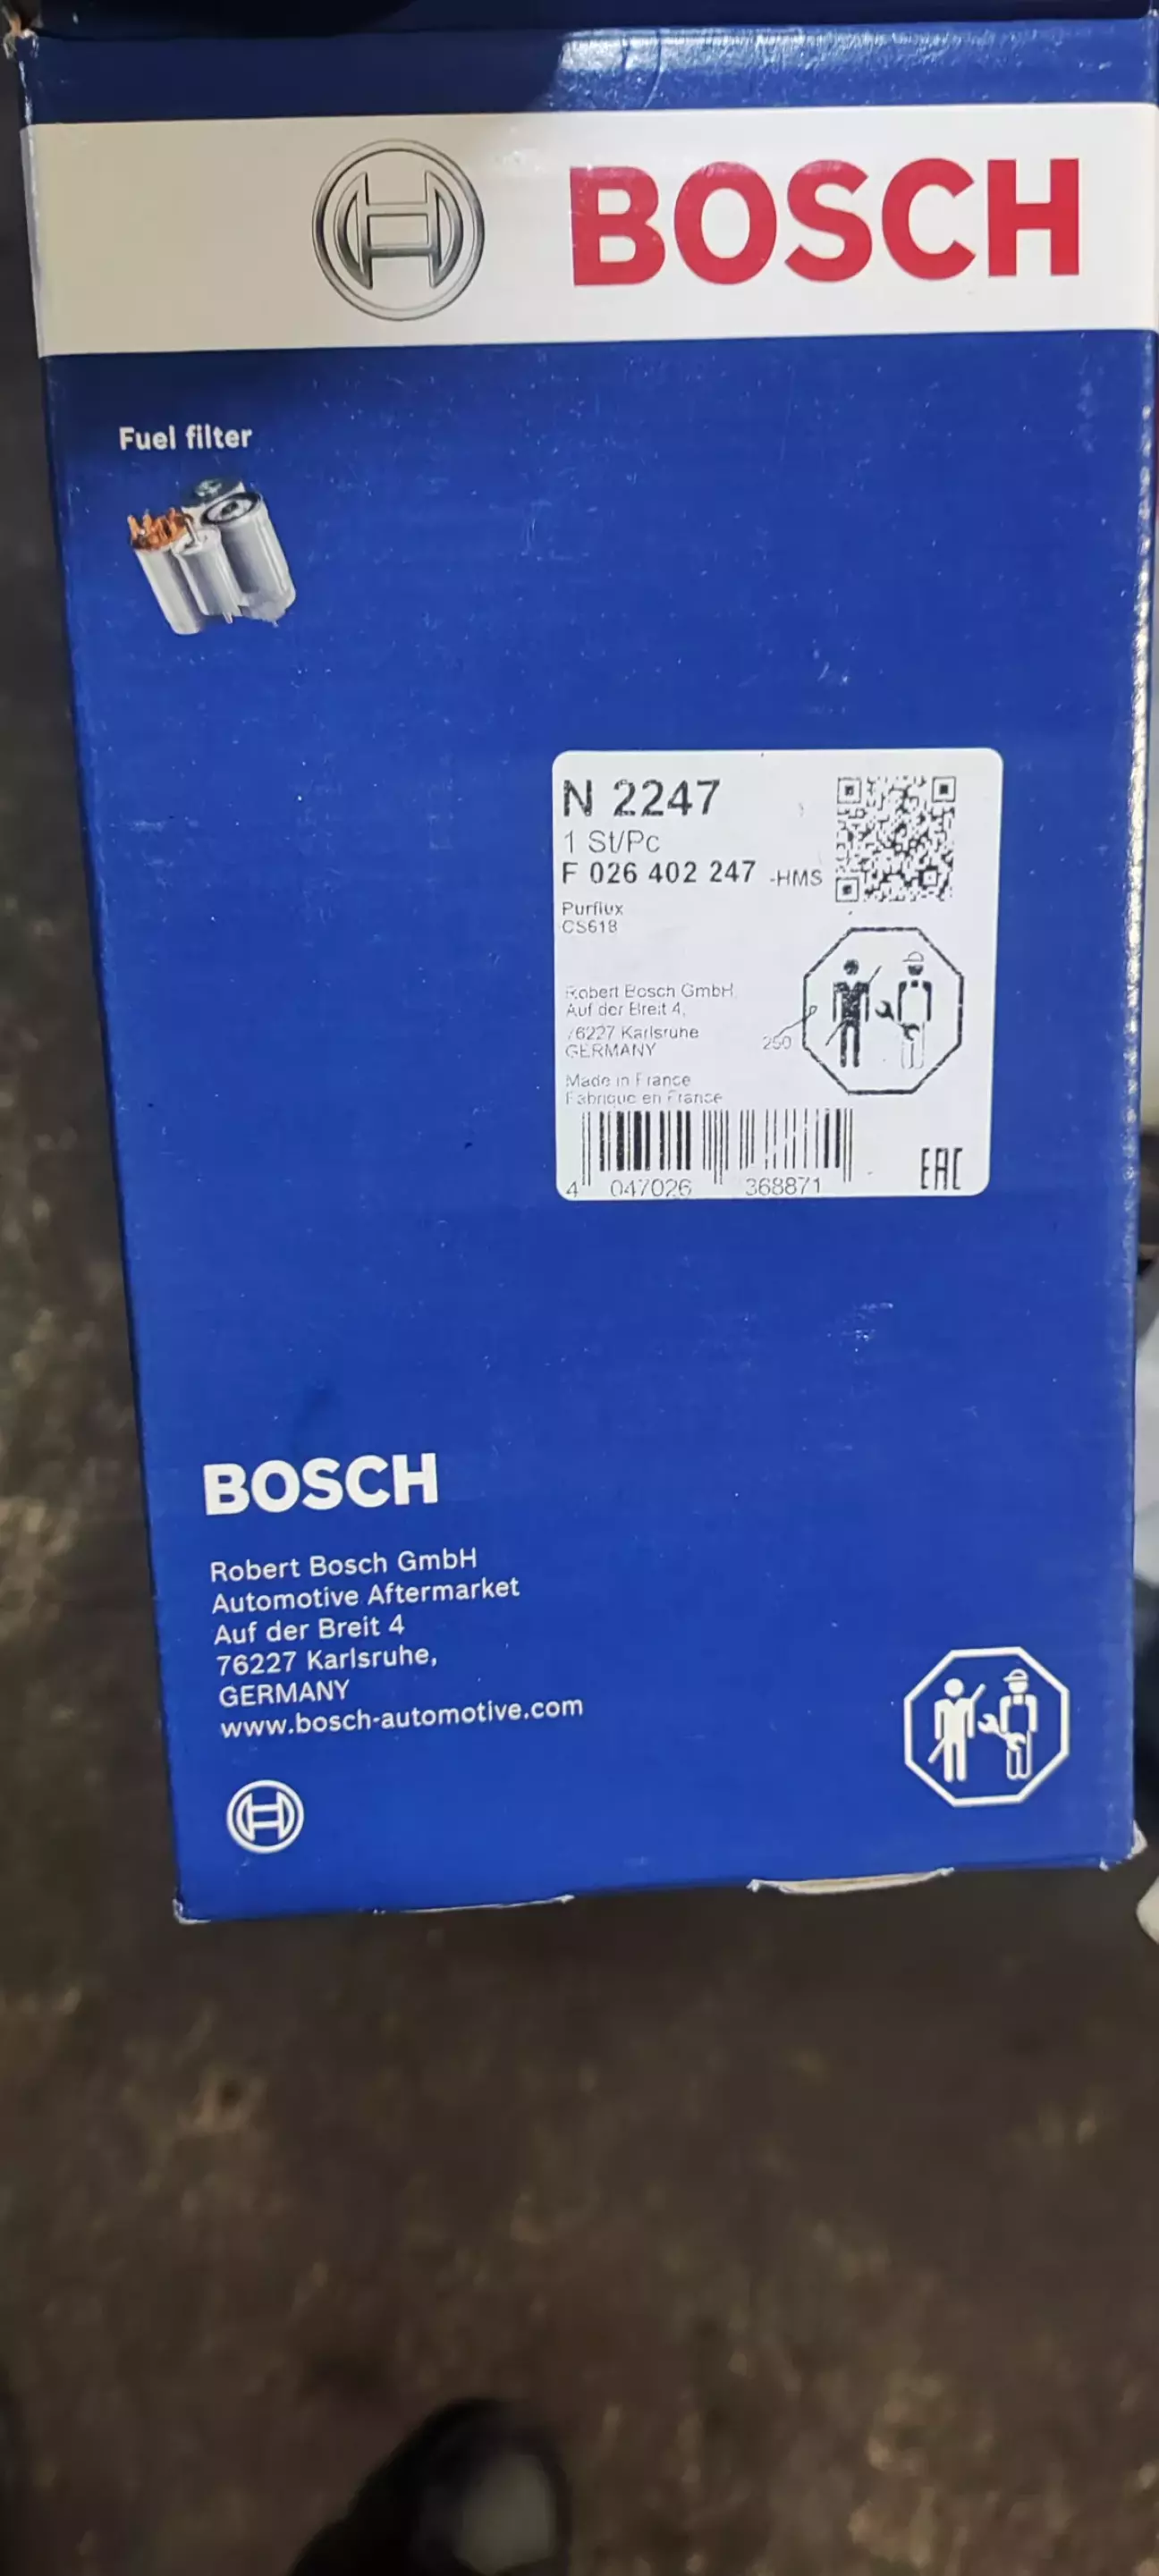 BOSCH
Fuel filter
N 2247
1 St/Pc
F 026 402 247 -HMS
Purflux
CS618
Robert Bosch GmbH
Auf der Breit 4,
76227 Karlsruhe
GERMANY
250
Made in France
Fabrique en France
4 047026 368871
EAC
BOSCH
Robert Bosch GmbH
Automotive Aftermarket
Auf der Breit 4
76227 Karlsruhe,
GERMANY
www.bosch-automotive.com